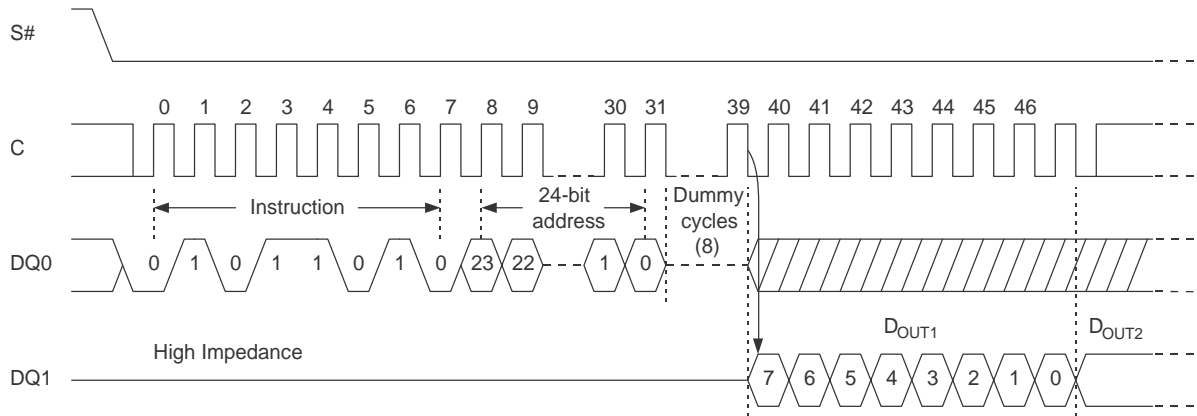 S#
0 1 2 3 4 5 6 7 8 9 30 31 39 40 41 42 43 44 45 46
C
Instruction
24-bit
address
Dummy
cycles
(8)
DQ0
0 1 0 1 1 0 1 0 23 22 1 0
DOUT1 DOUT2
High Impedance
DQ1
7 6 5 4 3 2 1 0